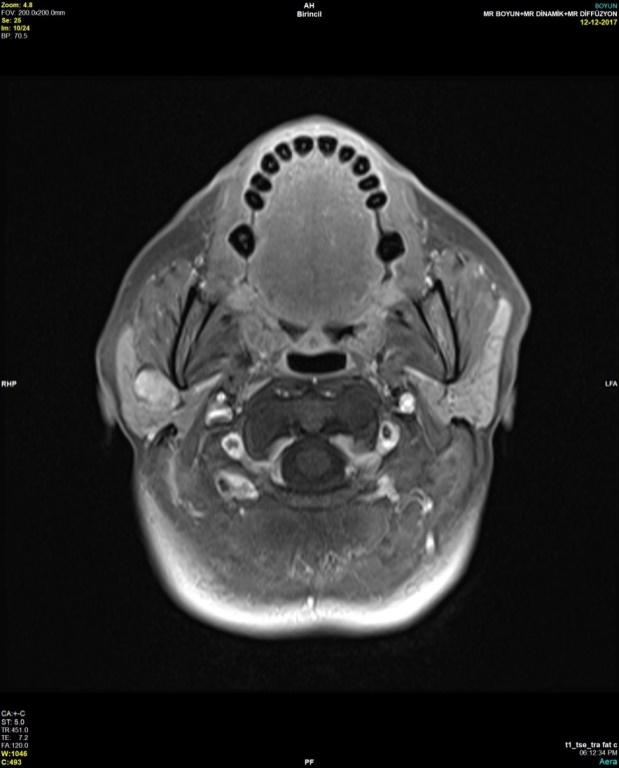 Zoom: 4.8
FOV: 200.0x200.0mm
Se: 25
Im: 10/24
BP: 70.5
AH
Birincil
BOYUN
MR BOYUN+MR DİNAMİK+MR DİFFÜZYON
12-12-2017
RHP
LFA
CA:+-C
ST: 5.0
TR:451.0
TE: 7.2
FA:120.0
W:1046
C:493
PF
t1_tse_tra fat c
06:12:34 PM
Aera